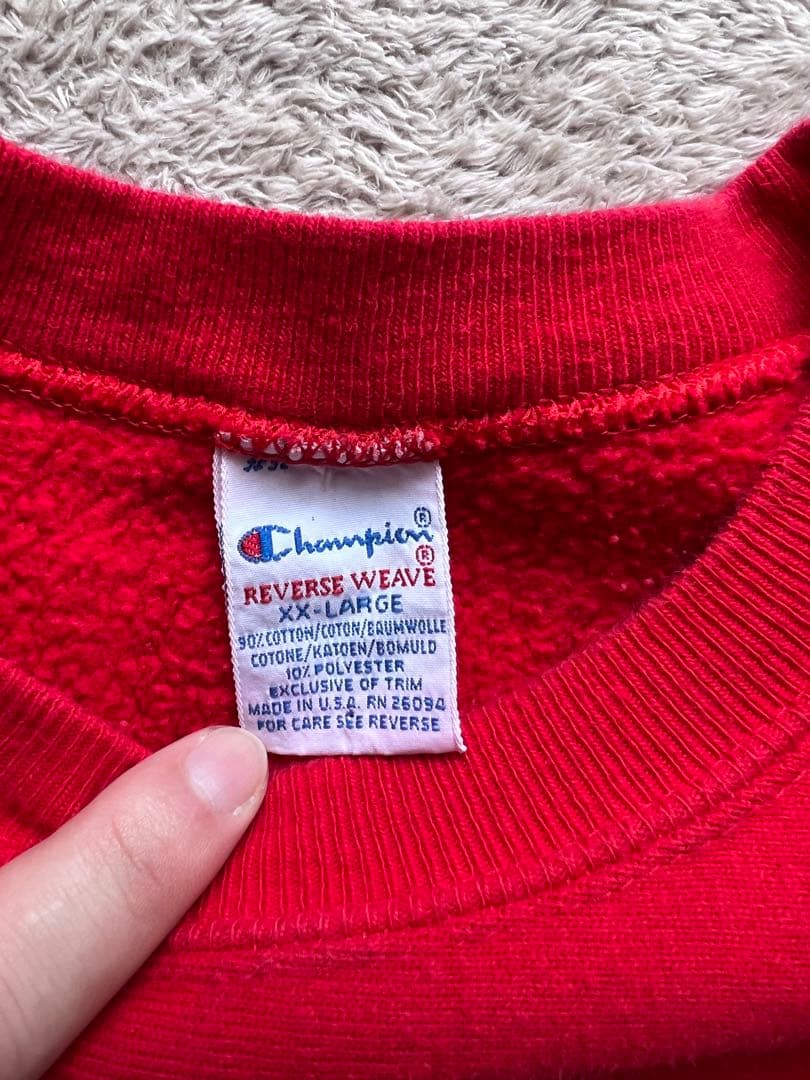 Champion®
REVERSE WEAVE®
XX-LARGE
90% COTTON/COTON/BAUMWOLLE
COTONE/KATOEN/BOMULD
10% POLYESTER
EXCLUSIVE OF TRIM
MADE IN U.S.A. RN 26094
FOR CARE SEE REVERSE